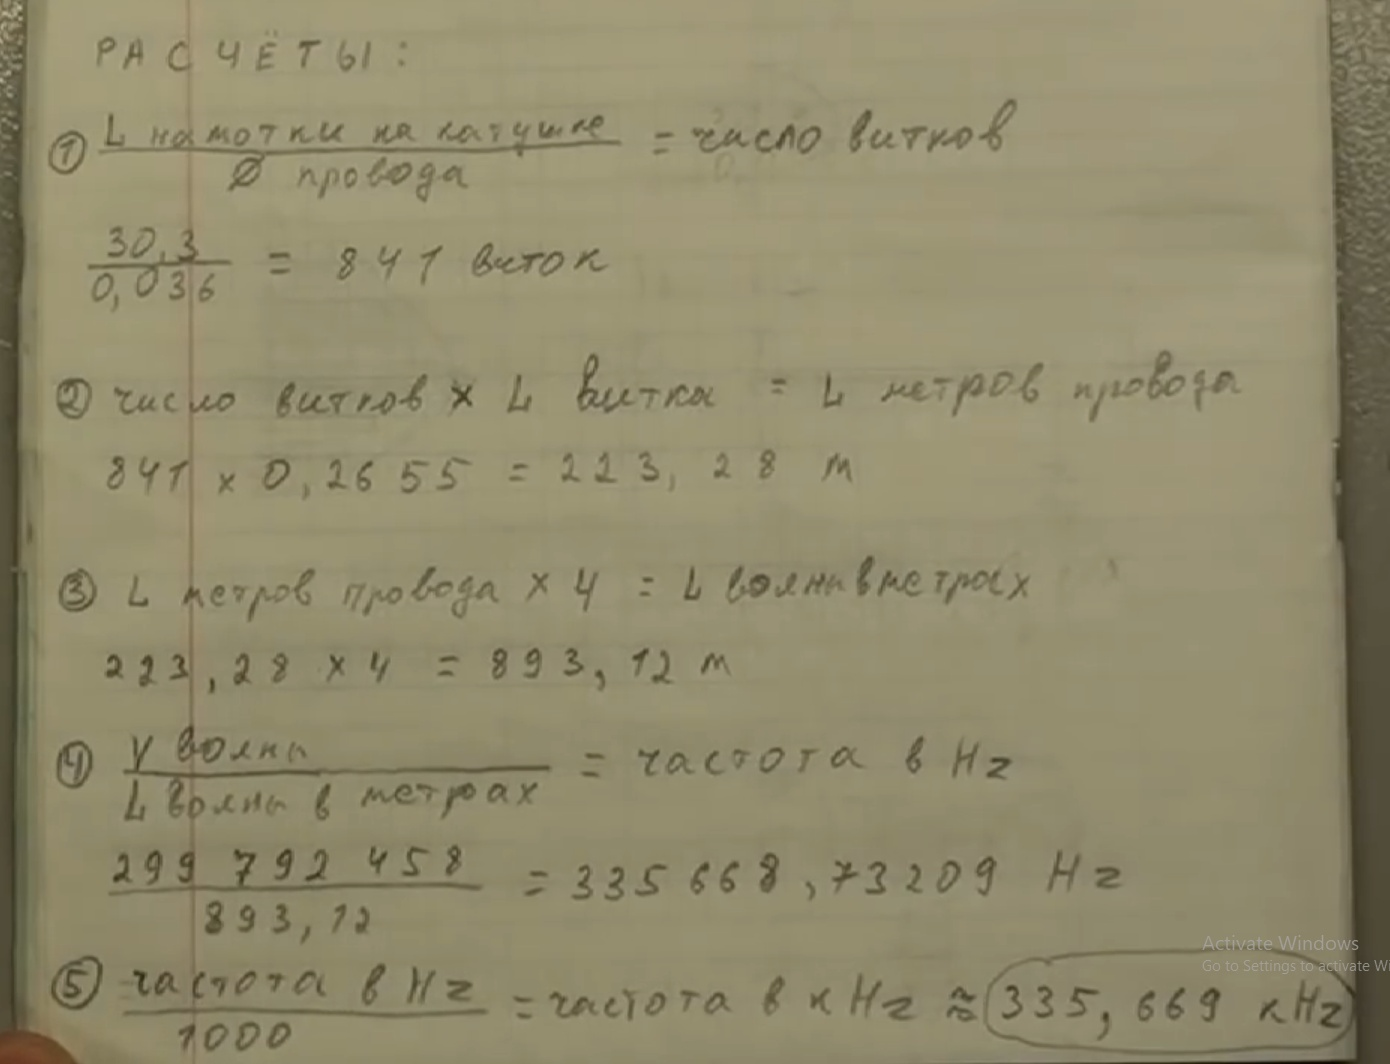 РАСЧЁТЫ:
① L намотки на катушке / Ø провода = число витков
30,3 / 0,036 = 841 виток
② число витков × L витка = L метров провода
841 × 0,2655 = 223,28 м
③ L метров провода × 4 = L волны в метрах
223,28 × 4 = 893,12 м
④ V волны / L волны в метрах = частота в Hz
299 792 458 / 893,12 = 335 668,73209 Hz
⑤ частота в Hz / 1000 = частота в кHz ≈ 335,669 кHz
Activate Windows
Go to Settings to activate Wi